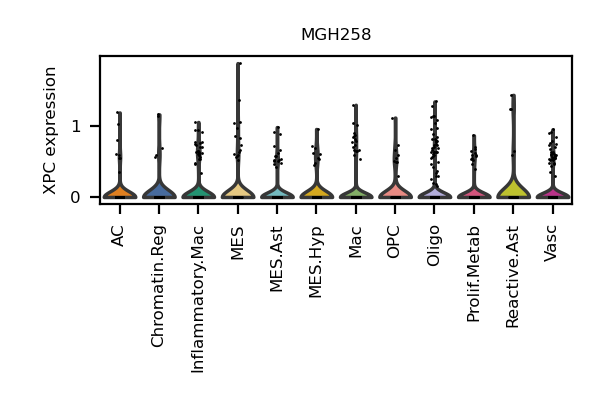 MGH258
XPC expression
1
0
AC
Chromatin.Reg
Inflammatory.Mac
MES
MES.Ast
MES.Hyp
Mac
OPC
Oligo
Prolif.Metab
Reactive.Ast
Vasc